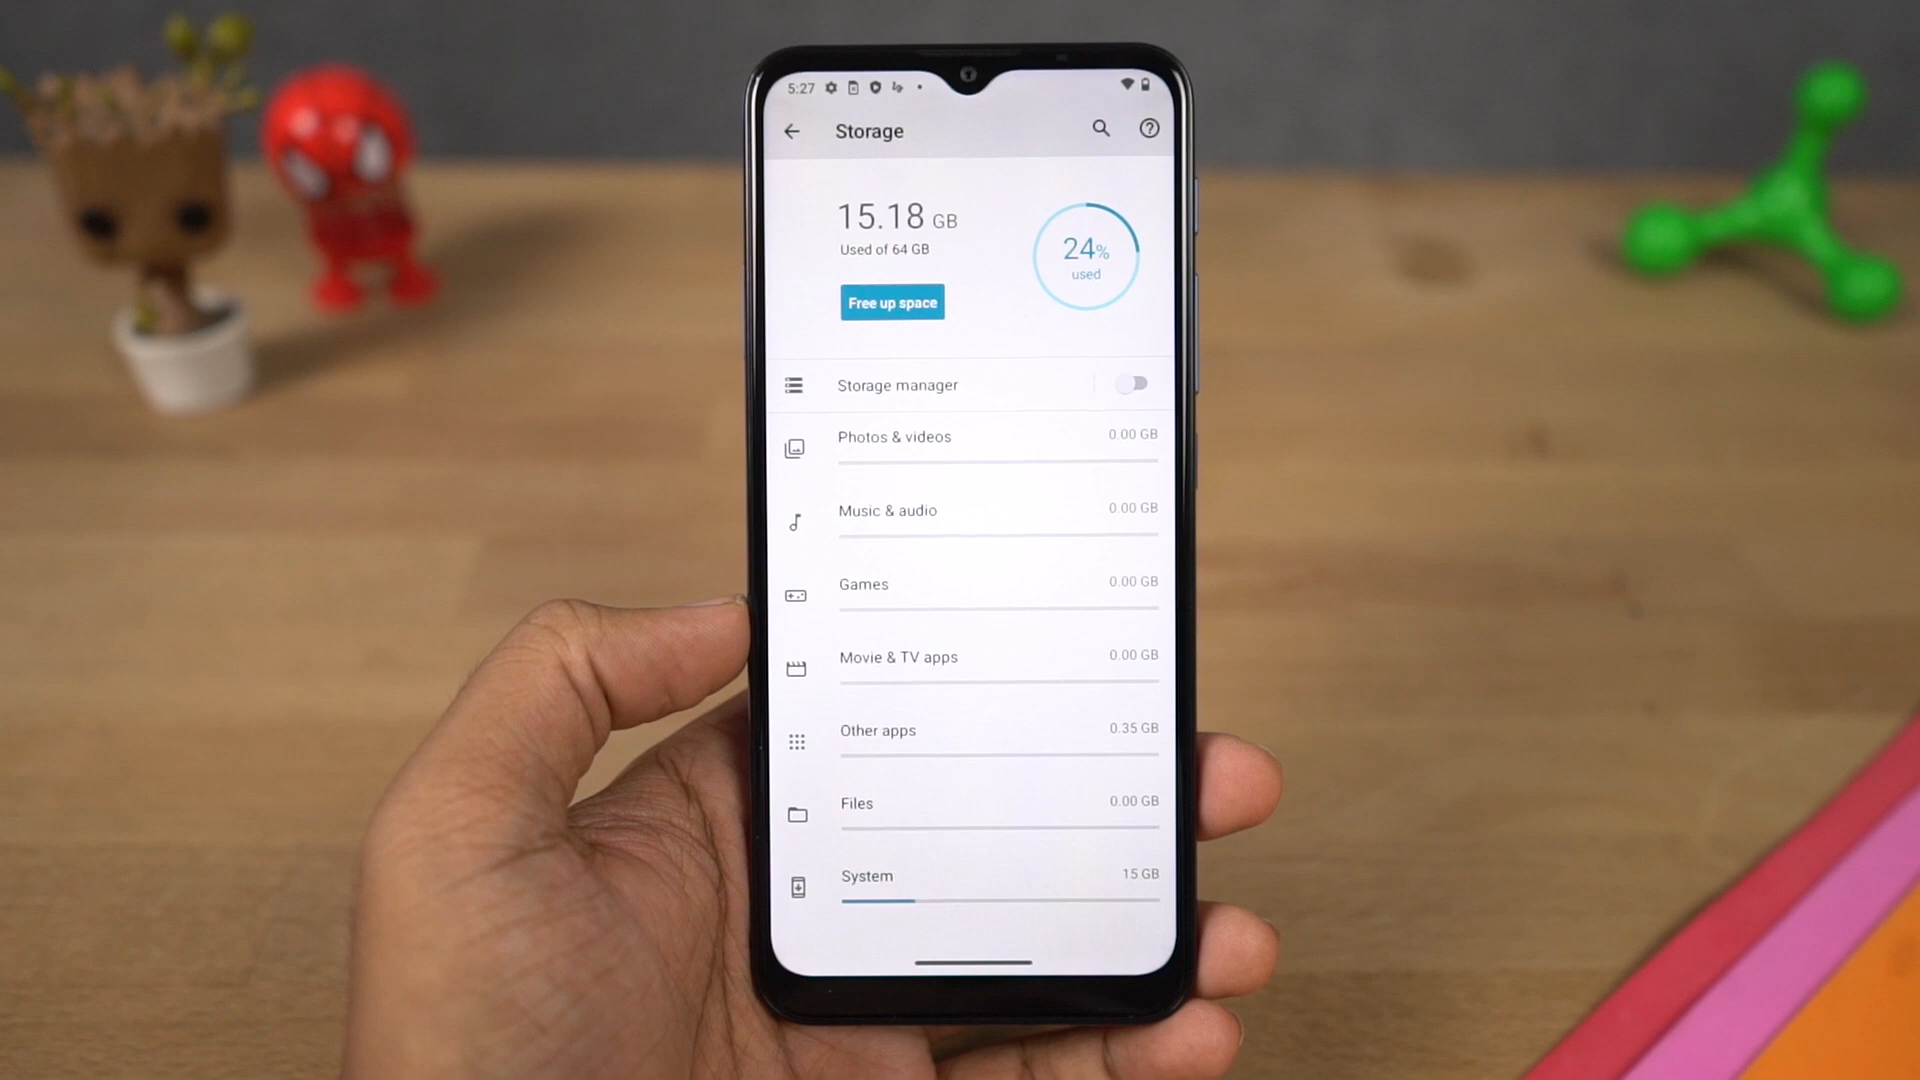 5:27
Storage
15.18 GB
Used of 64 GB
24%
used
Free up space
Storage manager
Photos & videos 0.00 GB
Music & audio 0.00 GB
Games 0.00 GB
Movie & TV apps 0.00 GB
Other apps 0.35 GB
Files 0.00 GB
System 15 GB